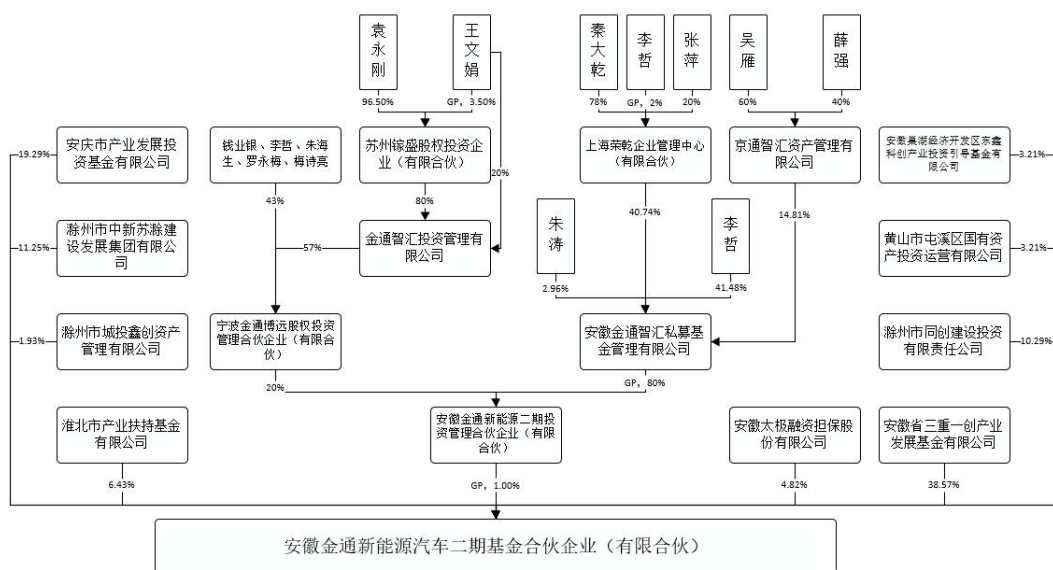 袁永刚
王文娟
秦大乾
李哲
张萍
吴雁
薛强
96.50%
GP，3.50%
78%
GP，2%
20%
60%
40%
安庆市产业发展投
资基金有限公司
钱业银、李哲、朱海
生、罗永梅、梅诗亮
苏州镓盛股权投资企
业（有限合伙）
上海荣乾企业管理中心
（有限合伙）
京通智汇资产管理有
限公司
安徽巢湖经济开发区东鑫
科创产业投资引导基金有
限公司
19.29%
20%
3.21%
43%
80%
40.74%
14.81%
滁州市中新苏滁建
设发展集团有限公
司
金通智汇投资管理有
限公司
朱涛
李哲
黄山市屯溪区国有资
产投资运营有限公司
11.25%
57%
3.21%
2.96%
41.48%
滁州市城投鑫创资产
管理有限公司
宁波金通博远股权投资
管理合伙企业（有限合
伙）
安徽金通智汇私募基
金管理有限公司
滁州市同创建设投资
有限责任公司
1.93%
10.29%
20%
GP，80%
淮北市产业扶持基金
有限公司
安徽金通新能源二期投
资管理合伙企业（有限
合伙）
安徽太极融资担保股
份有限公司
安徽省三重一创产业
发展基金有限公司
6.43%
GP，1.00%
4.82%
38.57%
安徽金通新能源汽车二期基金合伙企业（有限合伙）